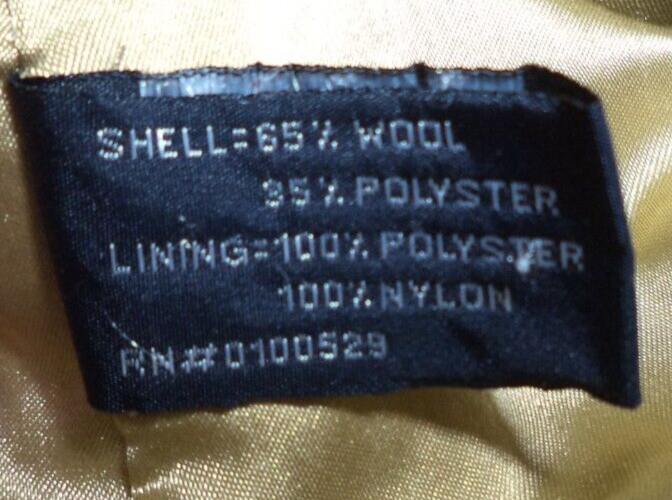 SHELL=65% WOOL
35% POLYSTER
LINING=100% POLYSTER
100% NYLON
RN#0100529